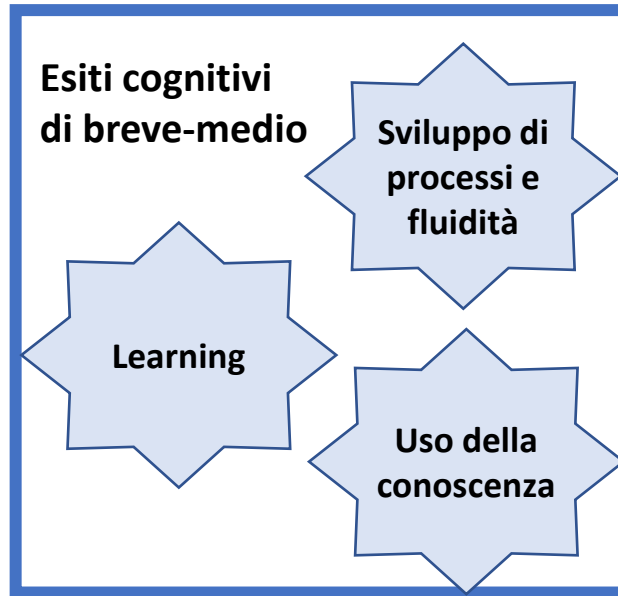 Esiti cognitivi
di breve-medio
Sviluppo di
processi e
fluidità
Learning
Uso della
conoscenza